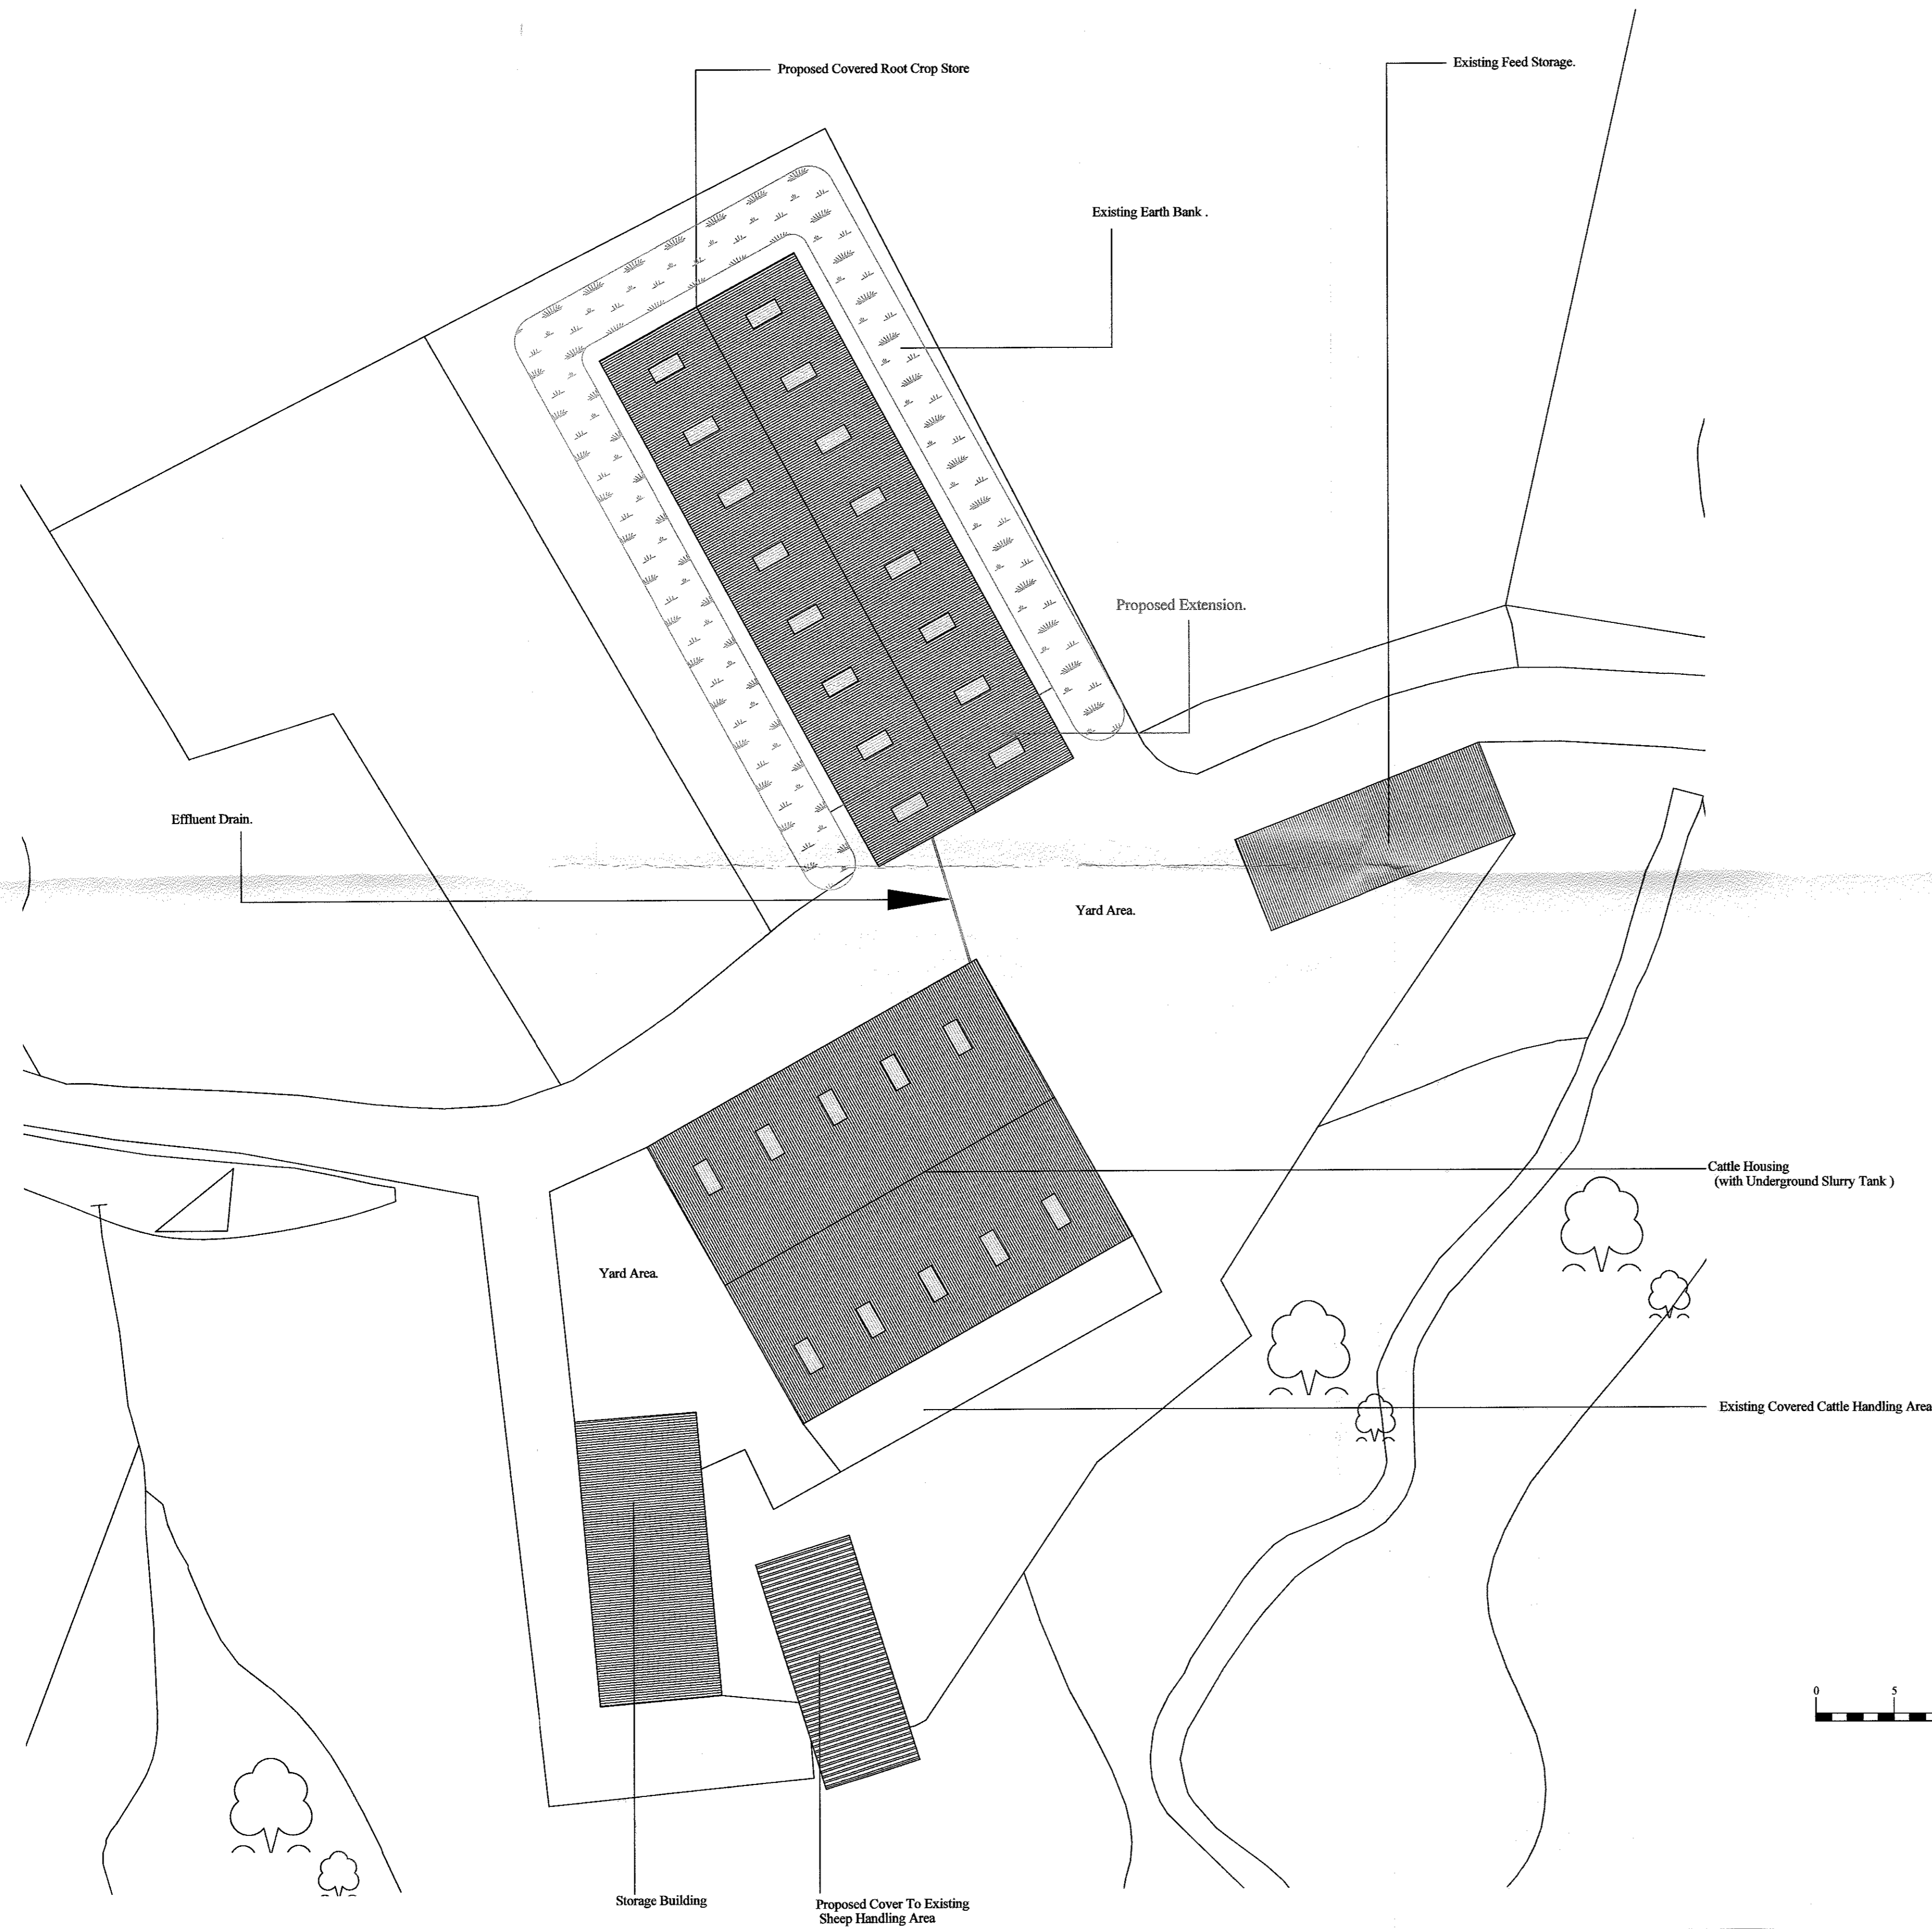 Proposed Covered Root Crop Store
Existing Feed Storage.
Existing Earth Bank .
Proposed Extension.
Effluent Drain.
Yard Area.
Cattle Housing
(with Underground Slurry Tank )
Yard Area.
Existing Covered Cattle Handling Area
0 5
Storage Building
Proposed Cover To Existing
Sheep Handling Area